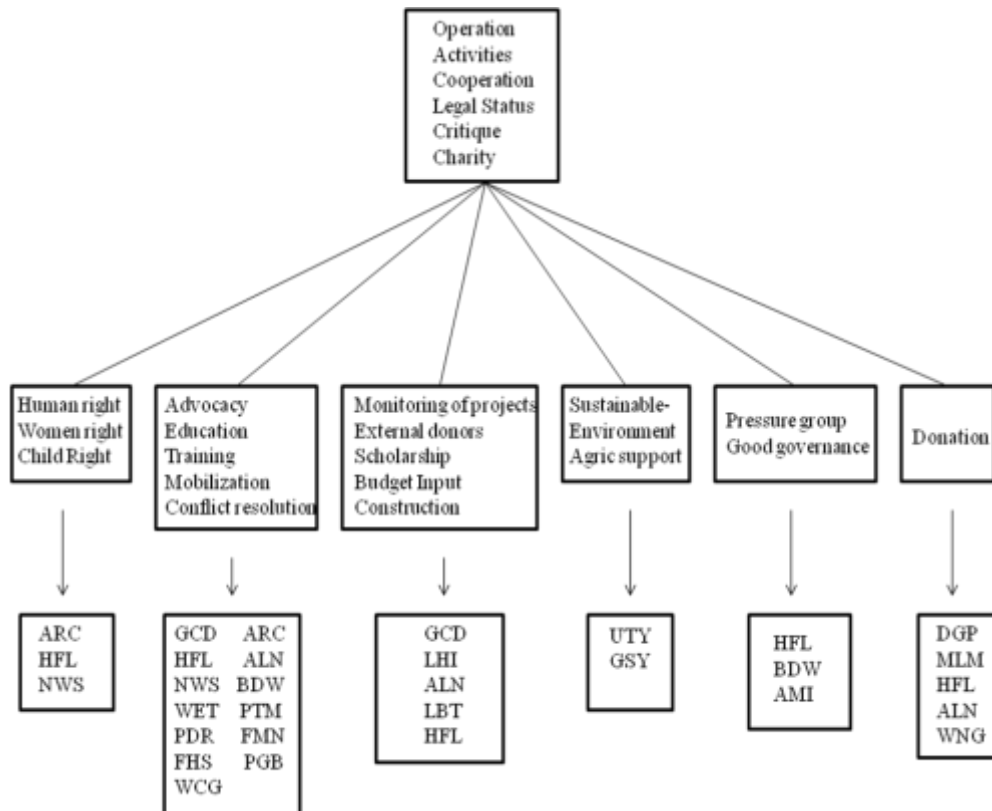 Operation
Activities
Cooperation
Legal Status
Critique
Charity
Human right
Women right
Child Right
Advocacy
Education
Training
Mobilization
Conflict resolution
Monitoring of projects
External donors
Scholarship
Budget Input
Construction
Sustainable-
Environment
Agric support
Pressure group
Good governance
Donation
ARC
HFL
NWS
GCD ARC
HFL ALN
NWS BDW
WET PTM
PDR FMN
FHS PGB
WCG
GCD
LHI
ALN
LBT
HFL
UTY
GSY
HFL
BDW
AMI
DGP
MLM
HFL
ALN
WNG